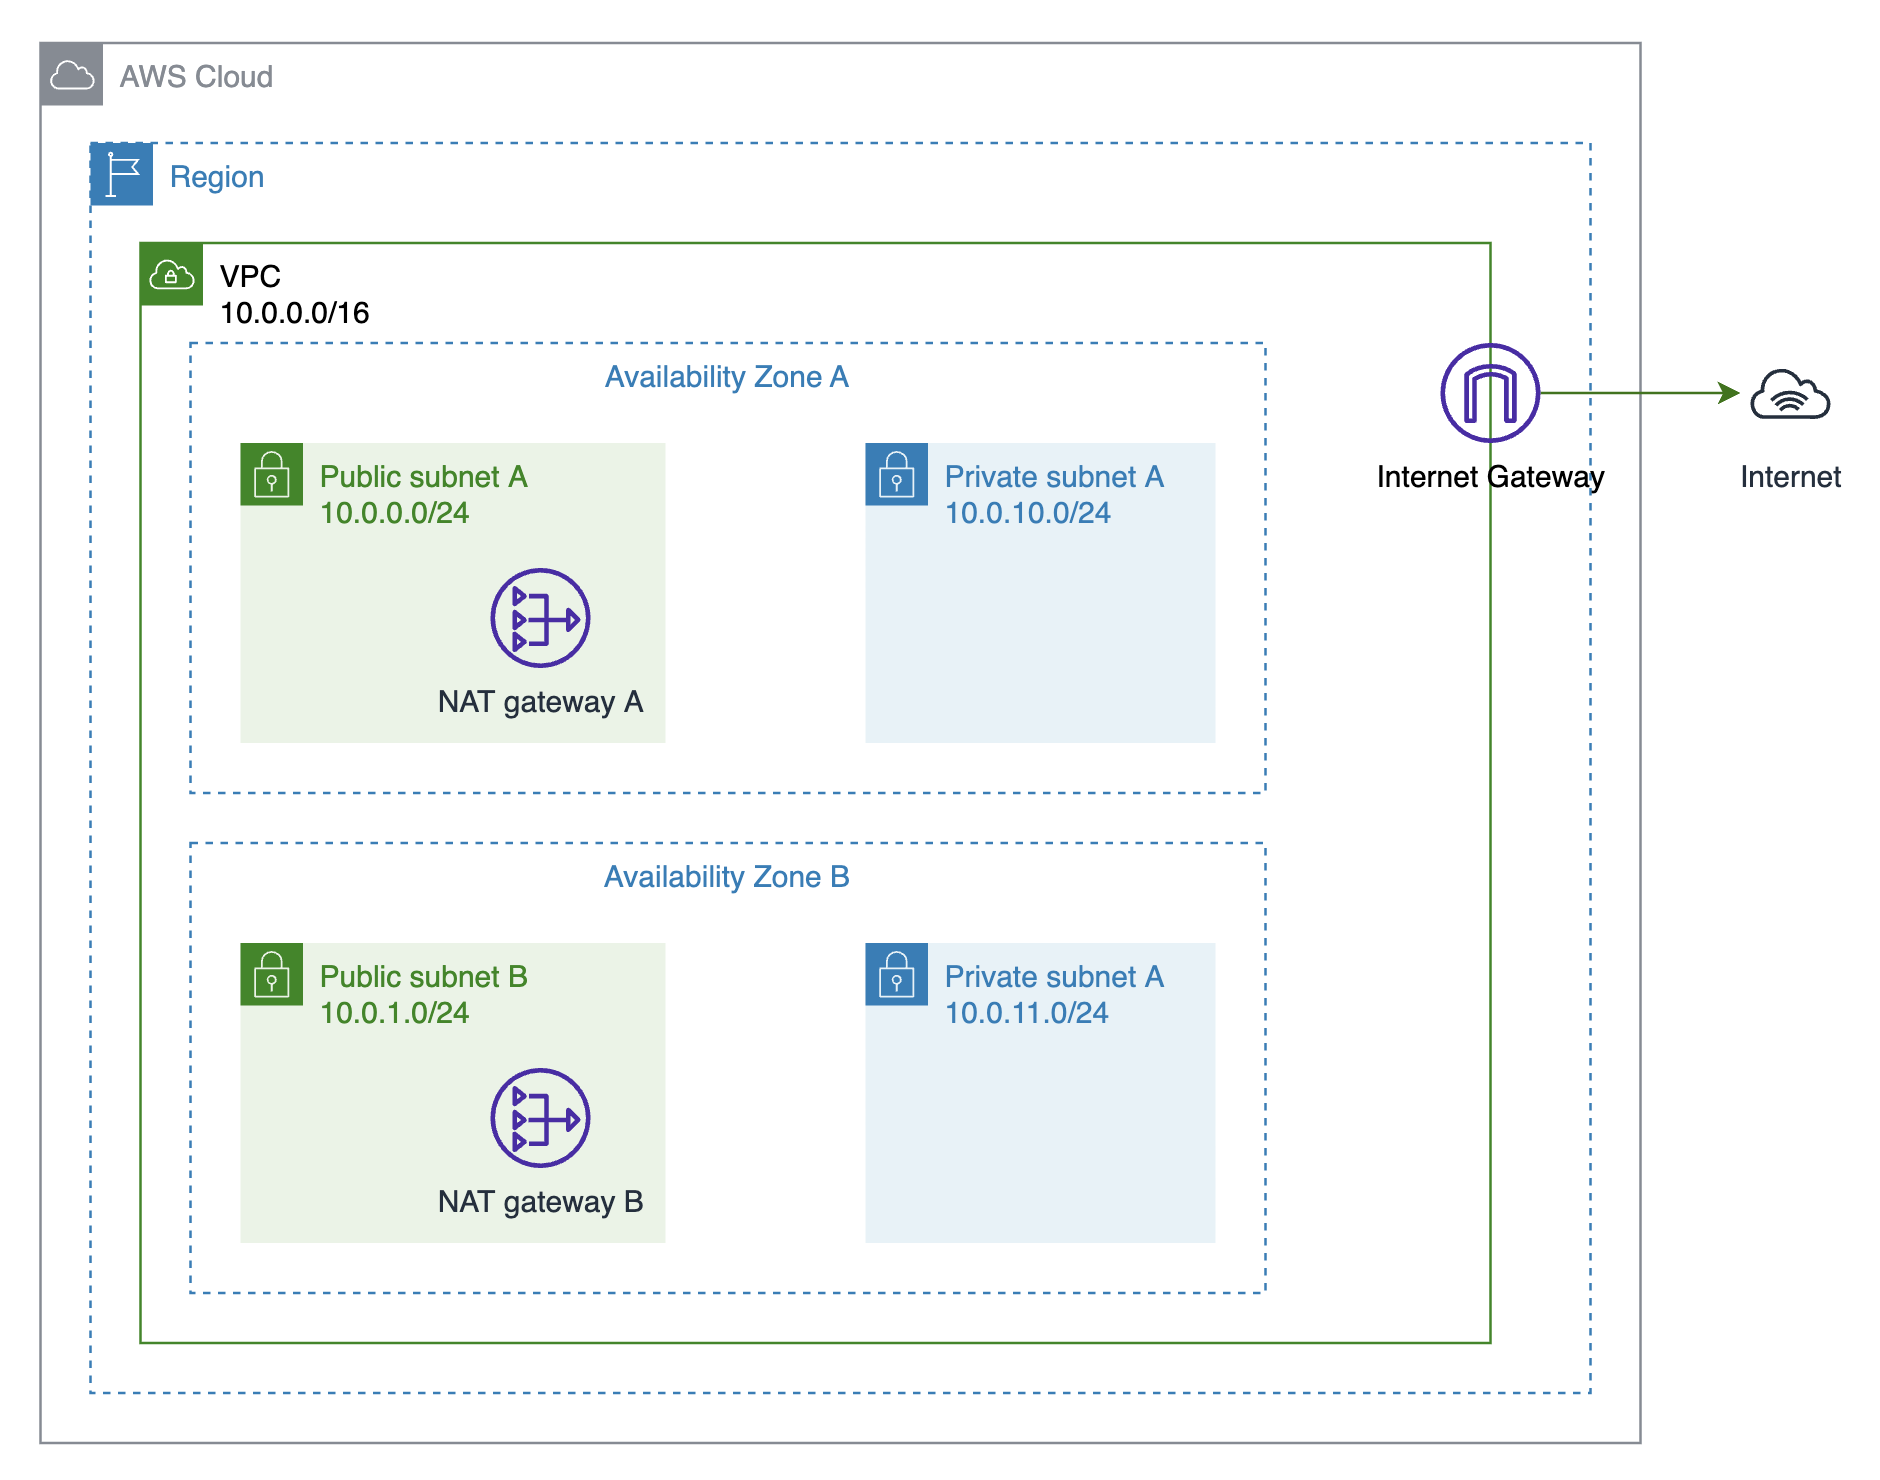 AWS Cloud
Region
VPC
10.0.0.0/16
Availability Zone A
Public subnet A
10.0.0.0/24
NAT gateway A
Private subnet A
10.0.10.0/24
Internet Gateway
Internet
Availability Zone B
Public subnet B
10.0.1.0/24
NAT gateway B
Private subnet A
10.0.11.0/24